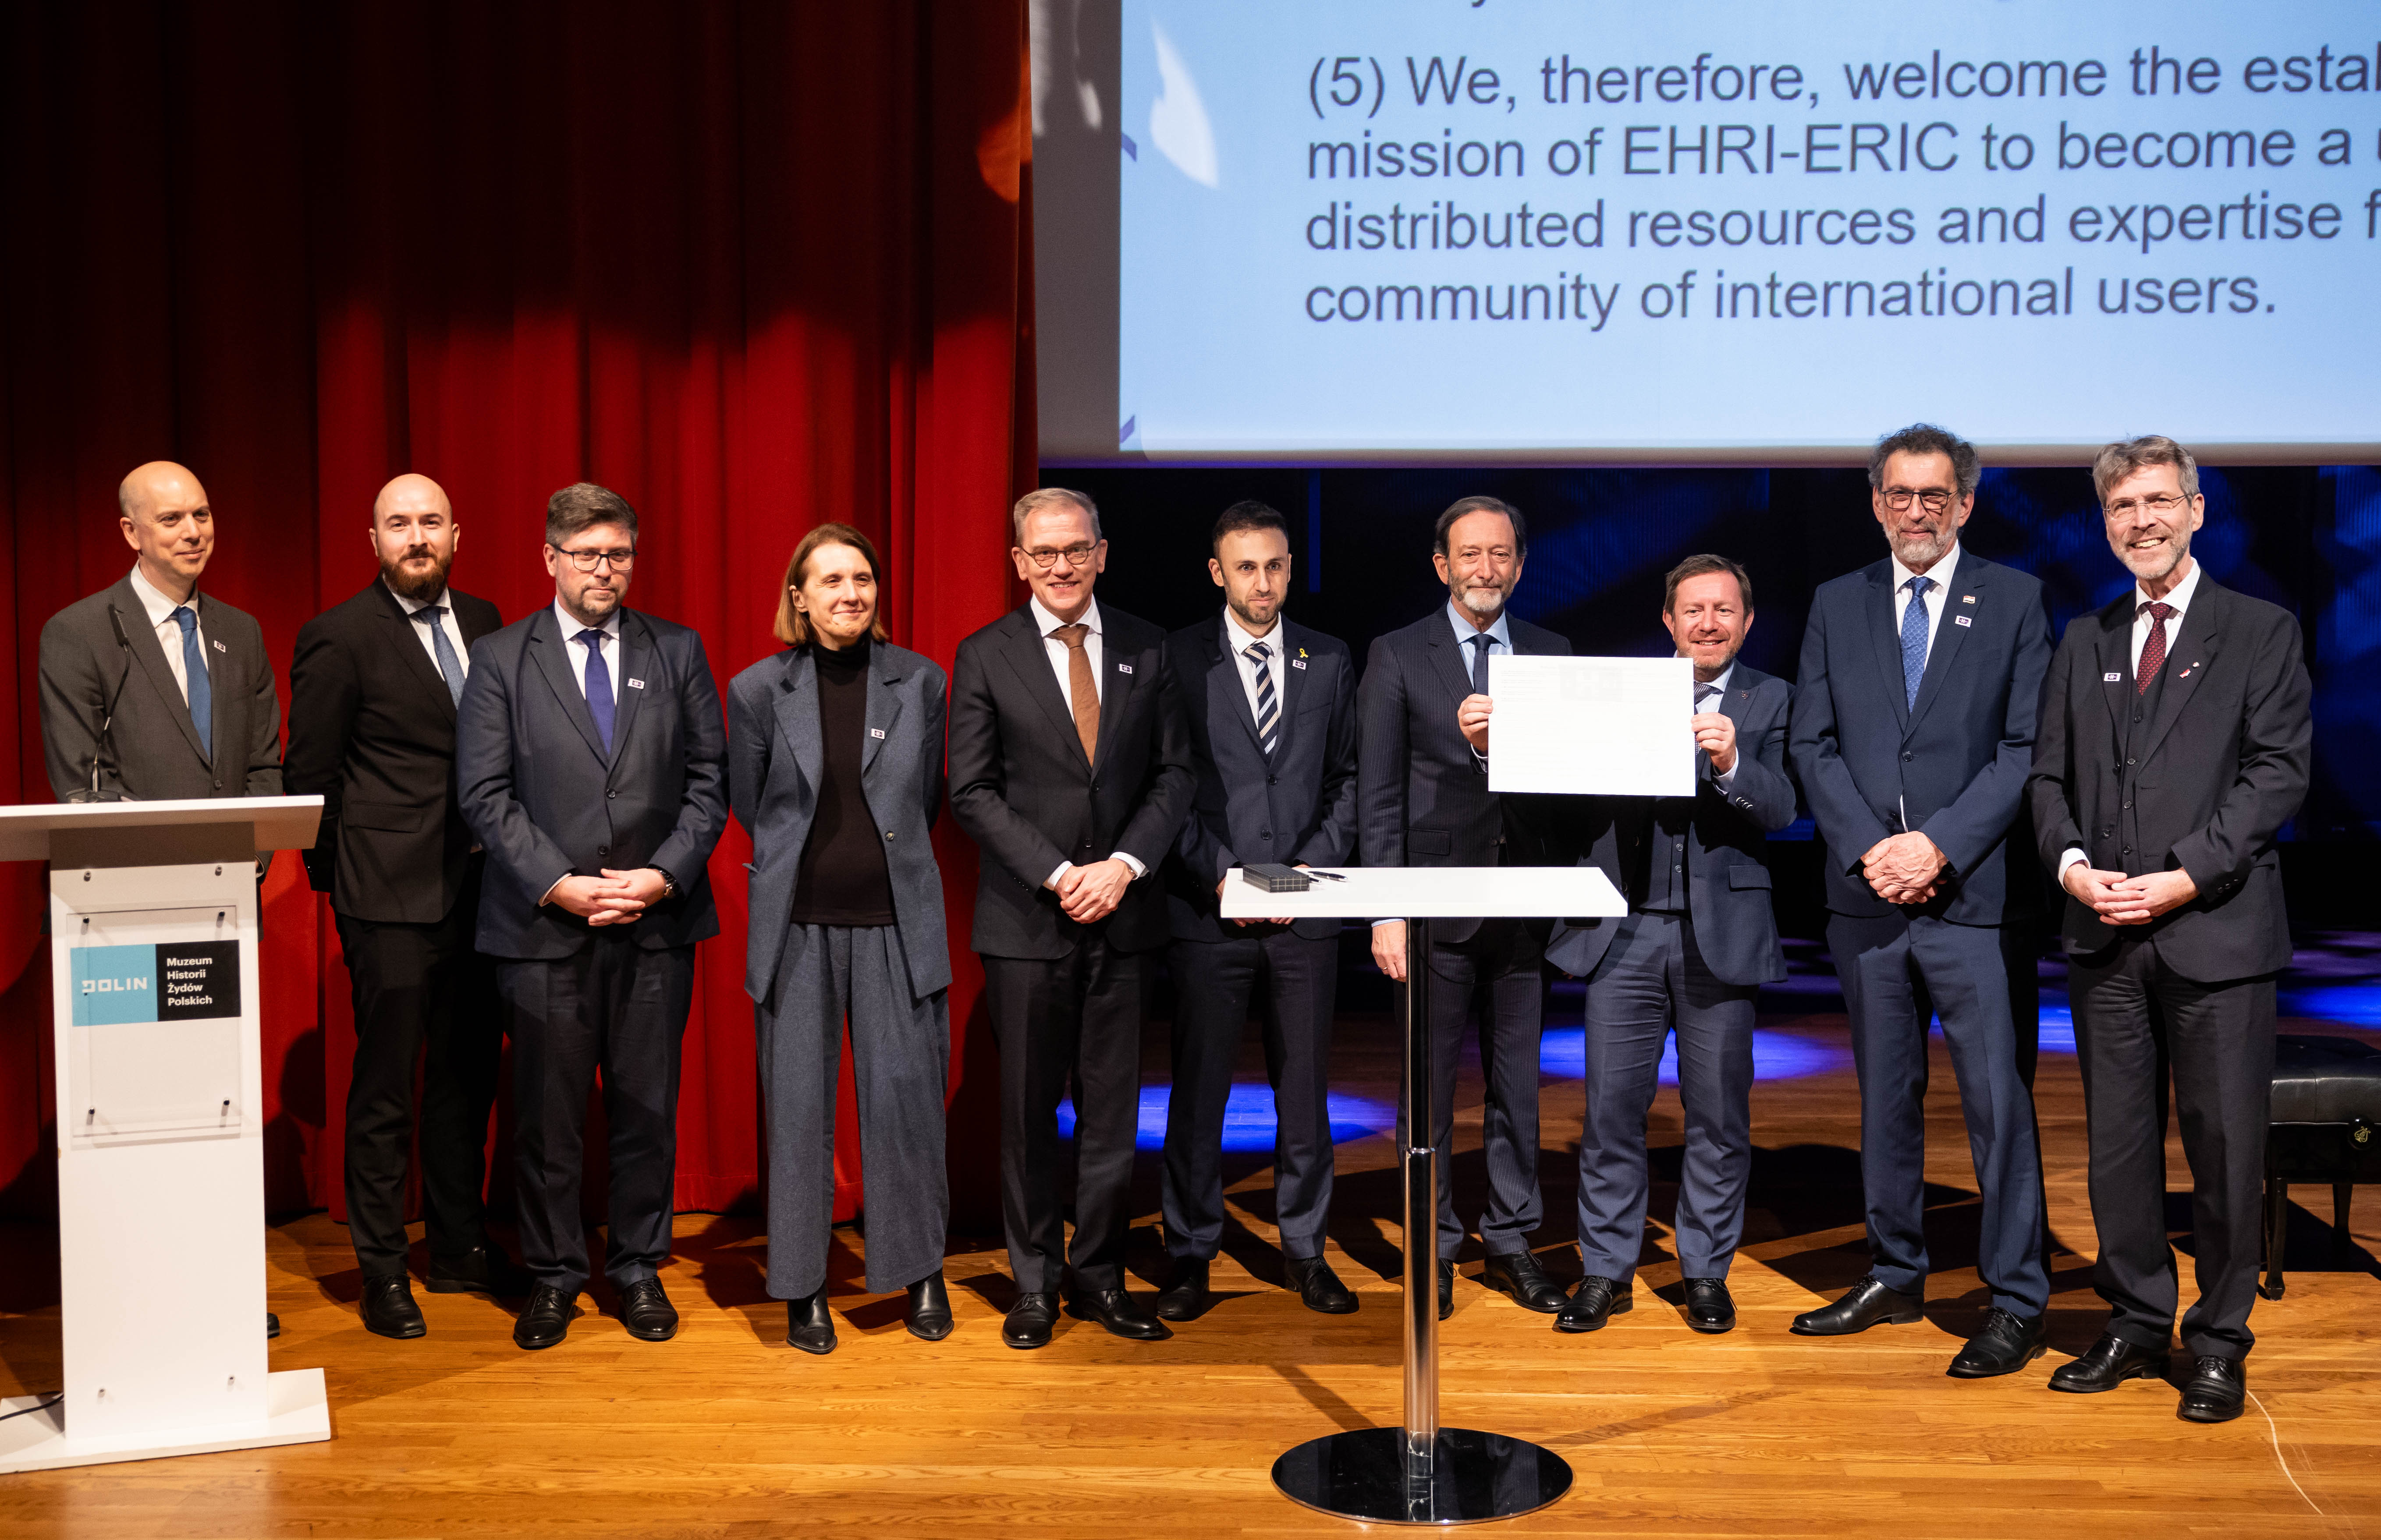 (5) We, therefore, welcome the estal
mission of EHRI-ERIC to become a
distributed resources and expertise f
community of international users.
POLIN
Muzeum
Historii
Żydów
Polskich